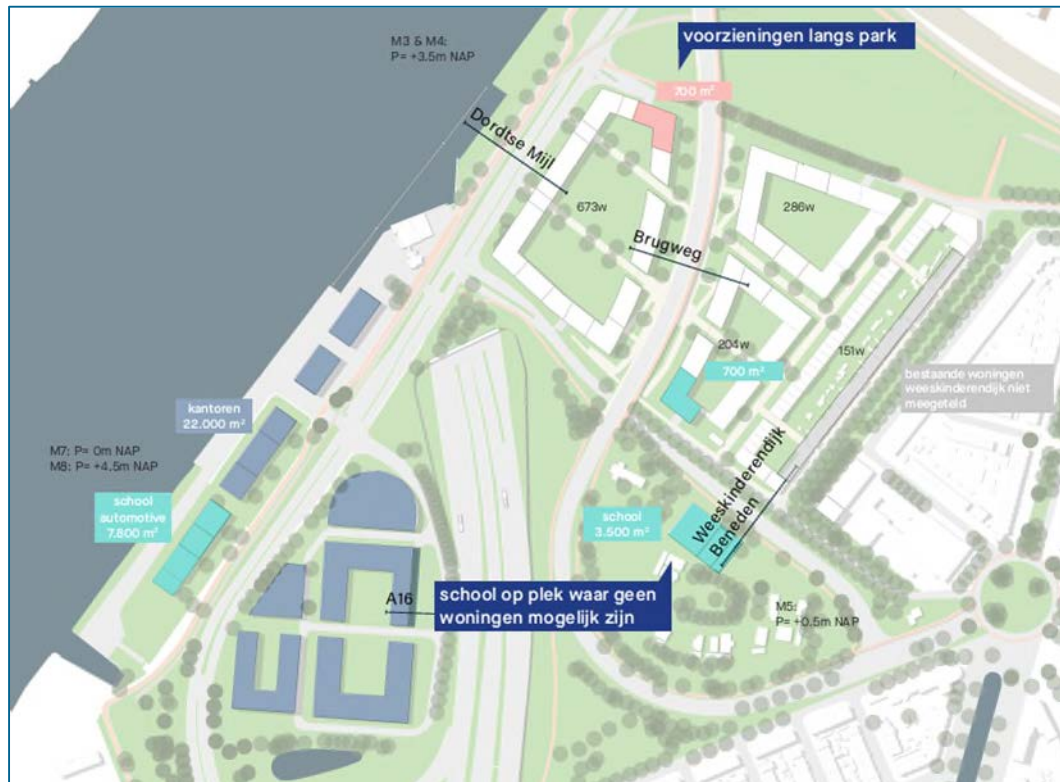 M3 & M4:
P= +3.5m NAP
voorzieningen langs park
700 m²
Dordtse Mijl
673w
286w
Brugweg
204w
151w
700 m²
bestaande woningen
weeskinderendijk niet
meegeteld
kantoren
22.000 m²
M7: P= 0m NAP
M8: P= +4.5m NAP
school
automotive
7.800 m²
school
3.500 m²
Weeskinderendijk
Beneden
A16
school op plek waar geen
woningen mogelijk zijn
M5:
P= +0.5m NAP